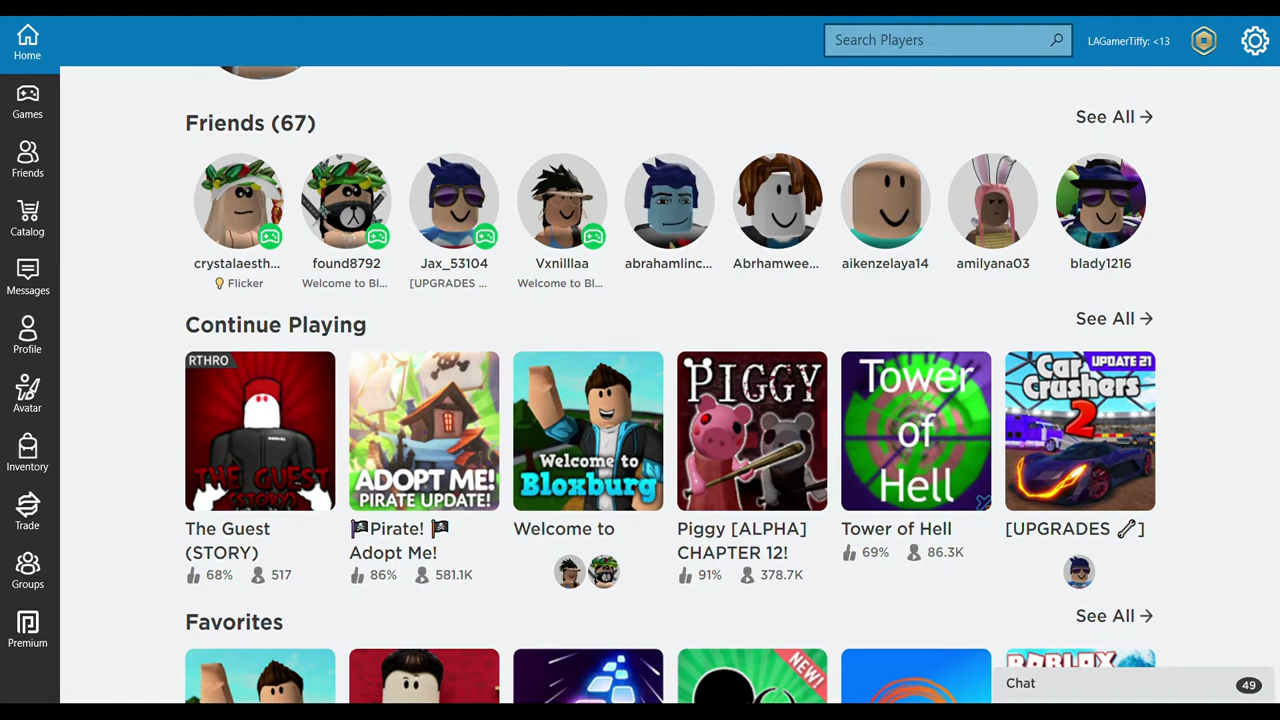 Home
Search Players
LAGamerTiffy: <13
Games
Friends
Catalog
Messages
Profile
Avatar
Inventory
Trade
Groups
Premium
Friends (67)
See All
crystalaesth...
found8792
Jax_53104
Vxnilllaa
abrahamlinc...
Abrhamwee...
aikenzelaya14
amilyana03
blady1216
Flicker
Welcome to Bl...
[UPGRADES ...
Welcome to Bl...
Continue Playing
See All
RTHRO
THE GUEST
(STORY)
ADOPT ME!
PIRATE UPDATE!
Welcome to
Bloxburg
PIGGY
Tower
of
Hell
UPDATE 21
Car
Crushers
2
The Guest
(STORY)
68% 517
Pirate!
Adopt Me!
86% 581.1K
Welcome to
Piggy [ALPHA]
CHAPTER 12!
91% 378.7K
Tower of Hell
69% 86.3K
[UPGRADES ]
Favorites
See All
NEW!
ROBLOX
Chat
49